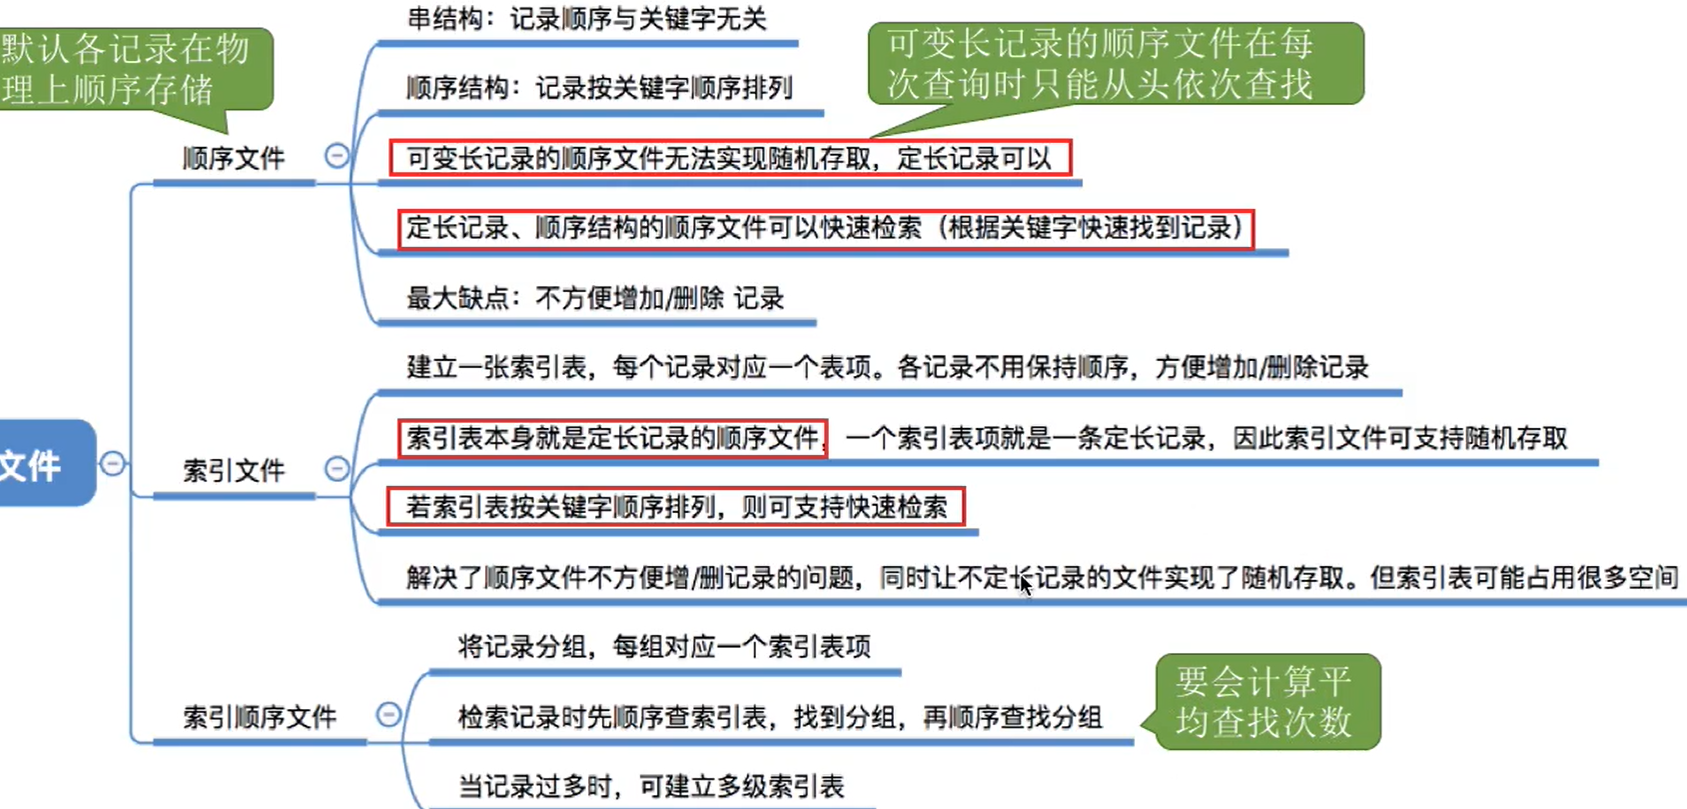 串结构：记录顺序与关键字无关
默认各记录在物
理上顺序存储
可变长记录的顺序文件在每
次查询时只能从头依次查找
顺序结构：记录按关键字顺序排列
顺序文件
可变长记录的顺序文件无法实现随机存取，定长记录可以
定长记录、顺序结构的顺序文件可以快速检索（根据关键字快速找到记录）
最大缺点：不方便增加/删除 记录
建立一张索引表，每个记录对应一个表项。各记录不用保持顺序，方便增加/删除记录
索引表本身就是定长记录的顺序文件，一个索引表项就是一条定长记录，因此索引文件可支持随机存取
文件
索引文件
若索引表按关键字顺序排列，则可支持快速检索
解决了顺序文件不方便增/删记录的问题，同时让不定长记录的文件实现了随机存取。但索引表可能占用很多空间
将记录分组，每组对应一个索引表项
索引顺序文件
检索记录时先顺序查索引表，找到分组，再顺序查找分组
要会计算平
均查找次数
当记录过多时，可建立多级索引表